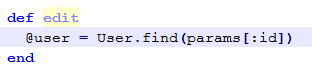 def edit
  @user = User.find(params[:id])
end